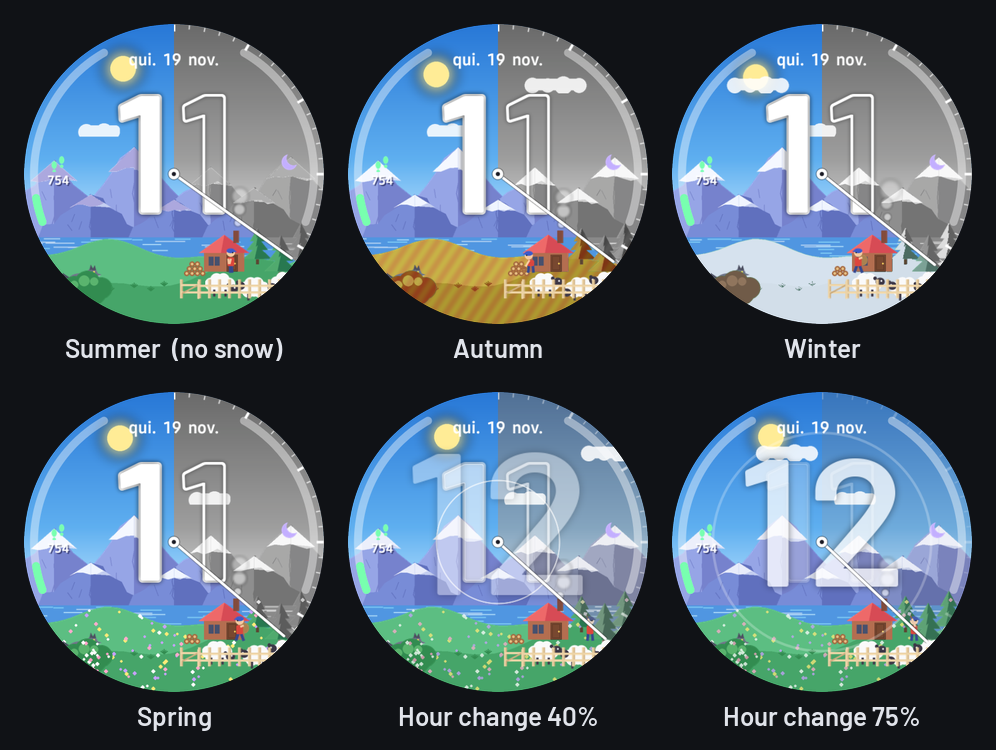 qui. 19 nov.
11
754
Summer (no snow)
qui. 19 nov.
11
754
Autumn
qui. 19 nov.
11
754
Winter
qui. 19 nov.
11
754
Spring
qui. 19 nov.
11
12
754
Hour change 40%
qui. 19 nov.
11
12
754
Hour change 75%